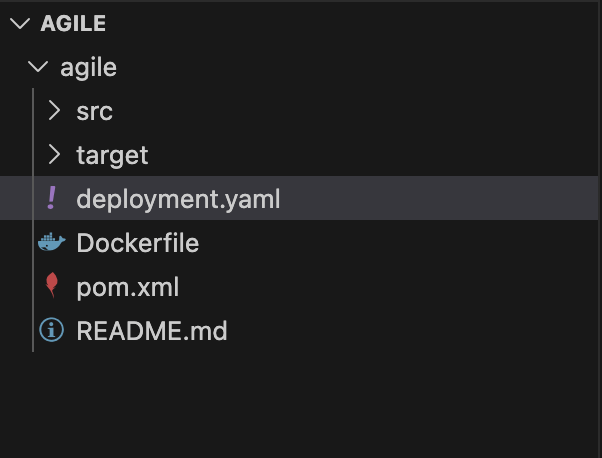 AGILE
agile
src
target
deployment.yaml
Dockerfile
pom.xml
README.md